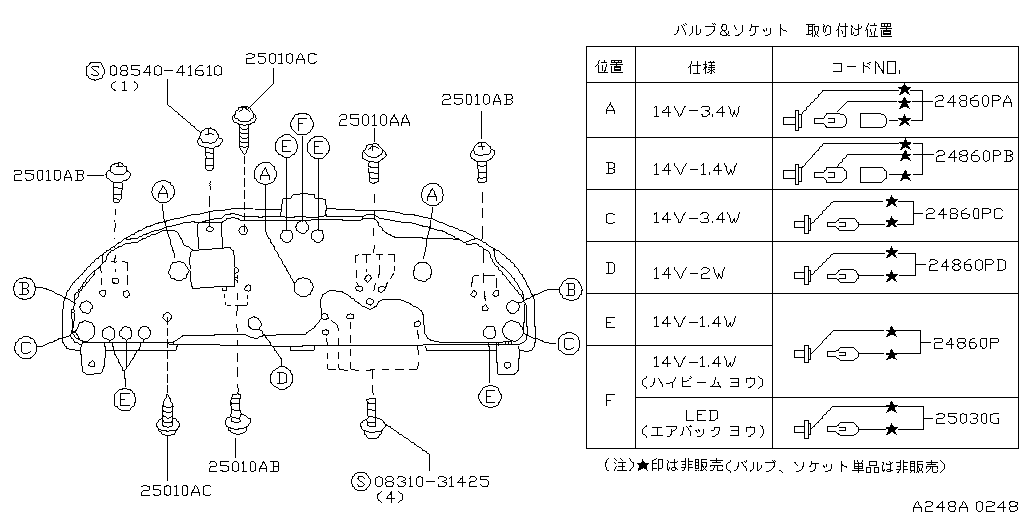 バルブ&ソケット 取り付け位置
Ⓢ08540-41610
(1)
25010AC
25010AB
25010AA
25010AB
F
E
E
A
A
A
B
B
C
C
E
D
E
25010AC
25010AB
Ⓢ08310-31425
(4)
位置 仕様 コードNO.
A 14V-3.4W ★★★ 24860PA
B 14V-1.4W ★★★ 24860PB
C 14V-3.4W ★★ 24860PC
D 14V-2W ★★ 24860PD
E 14V-1.4W ★★ 24860P
F 14V-1.4W
(ハイビーム ヨウ)
LED ★★ 25030G
(エアバック ヨウ)
(注)★印は非販売(バルブ、ソケット単品は非販売)
A248A 0248